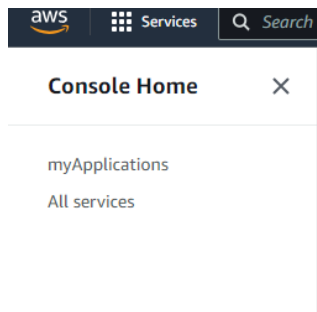 aws Services Search
Console Home
myApplications
All services